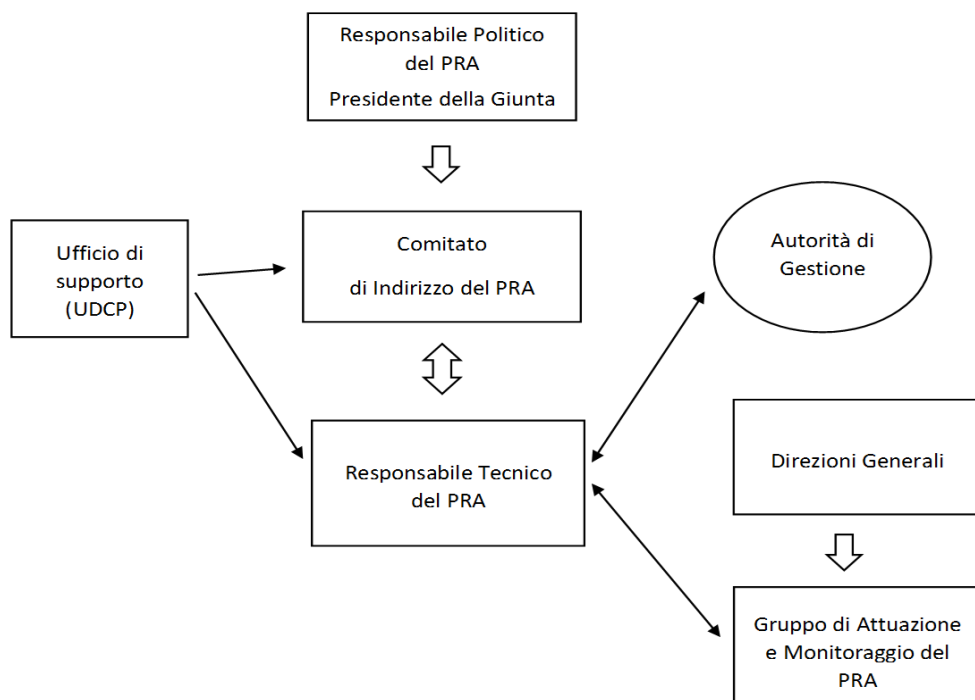 Responsabile Politico
del PRA
Presidente della Giunta
Ufficio di
supporto
(UDCP)
Comitato
di Indirizzo del PRA
Autorità di
Gestione
Responsabile Tecnico
del PRA
Direzioni Generali
Gruppo di Attuazione
e Monitoraggio del
PRA